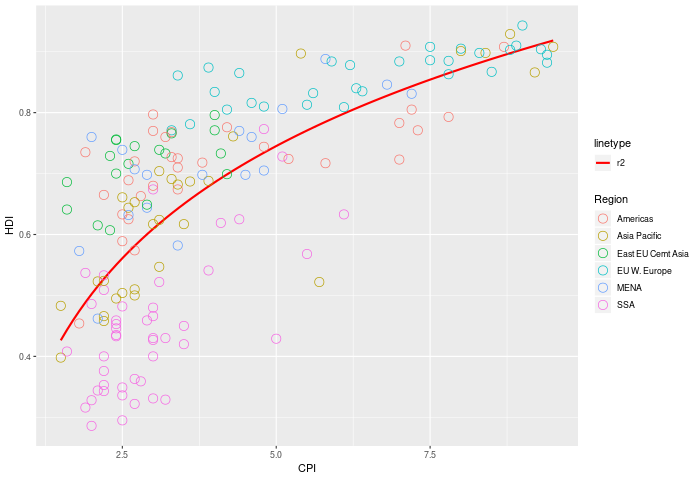 HDI
0.8
0.6
0.4
2.5
5.0
7.5
CPI
linetype
r2
Region
Americas
Asia Pacific
East EU Cemt Asia
EU W. Europe
MENA
SSA